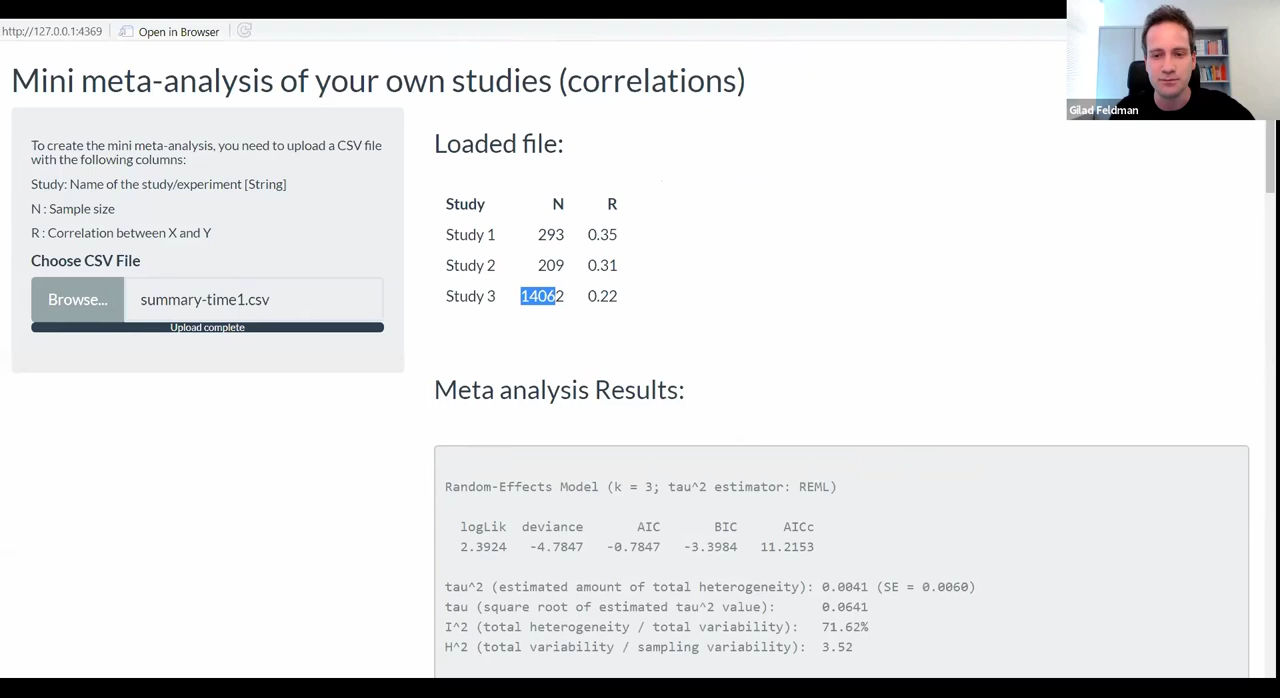 http://127.0.0.1:4369 Open in Browser
Mini meta-analysis of your own studies (correlations)
Gilad Feldman
To create the mini meta-analysis, you need to upload a CSV file
with the following columns:
Study: Name of the study/experiment [String]
N : Sample size
R : Correlation between X and Y
Choose CSV File
Browse... summary-time1.csv
Upload complete
Loaded file:
Study N R
Study 1 293 0.35
Study 2 209 0.31
Study 3 14062 0.22
Meta analysis Results:
Random-Effects Model (k = 3; tau^2 estimator: REML)
logLik deviance AIC BIC AICc
2.3924 -4.7847 -0.7847 -3.3984 11.2153
tau^2 (estimated amount of total heterogeneity): 0.0041 (SE = 0.0060)
tau (square root of estimated tau^2 value): 0.0641
I^2 (total heterogeneity / total variability): 71.62%
H^2 (total variability / sampling variability): 3.52